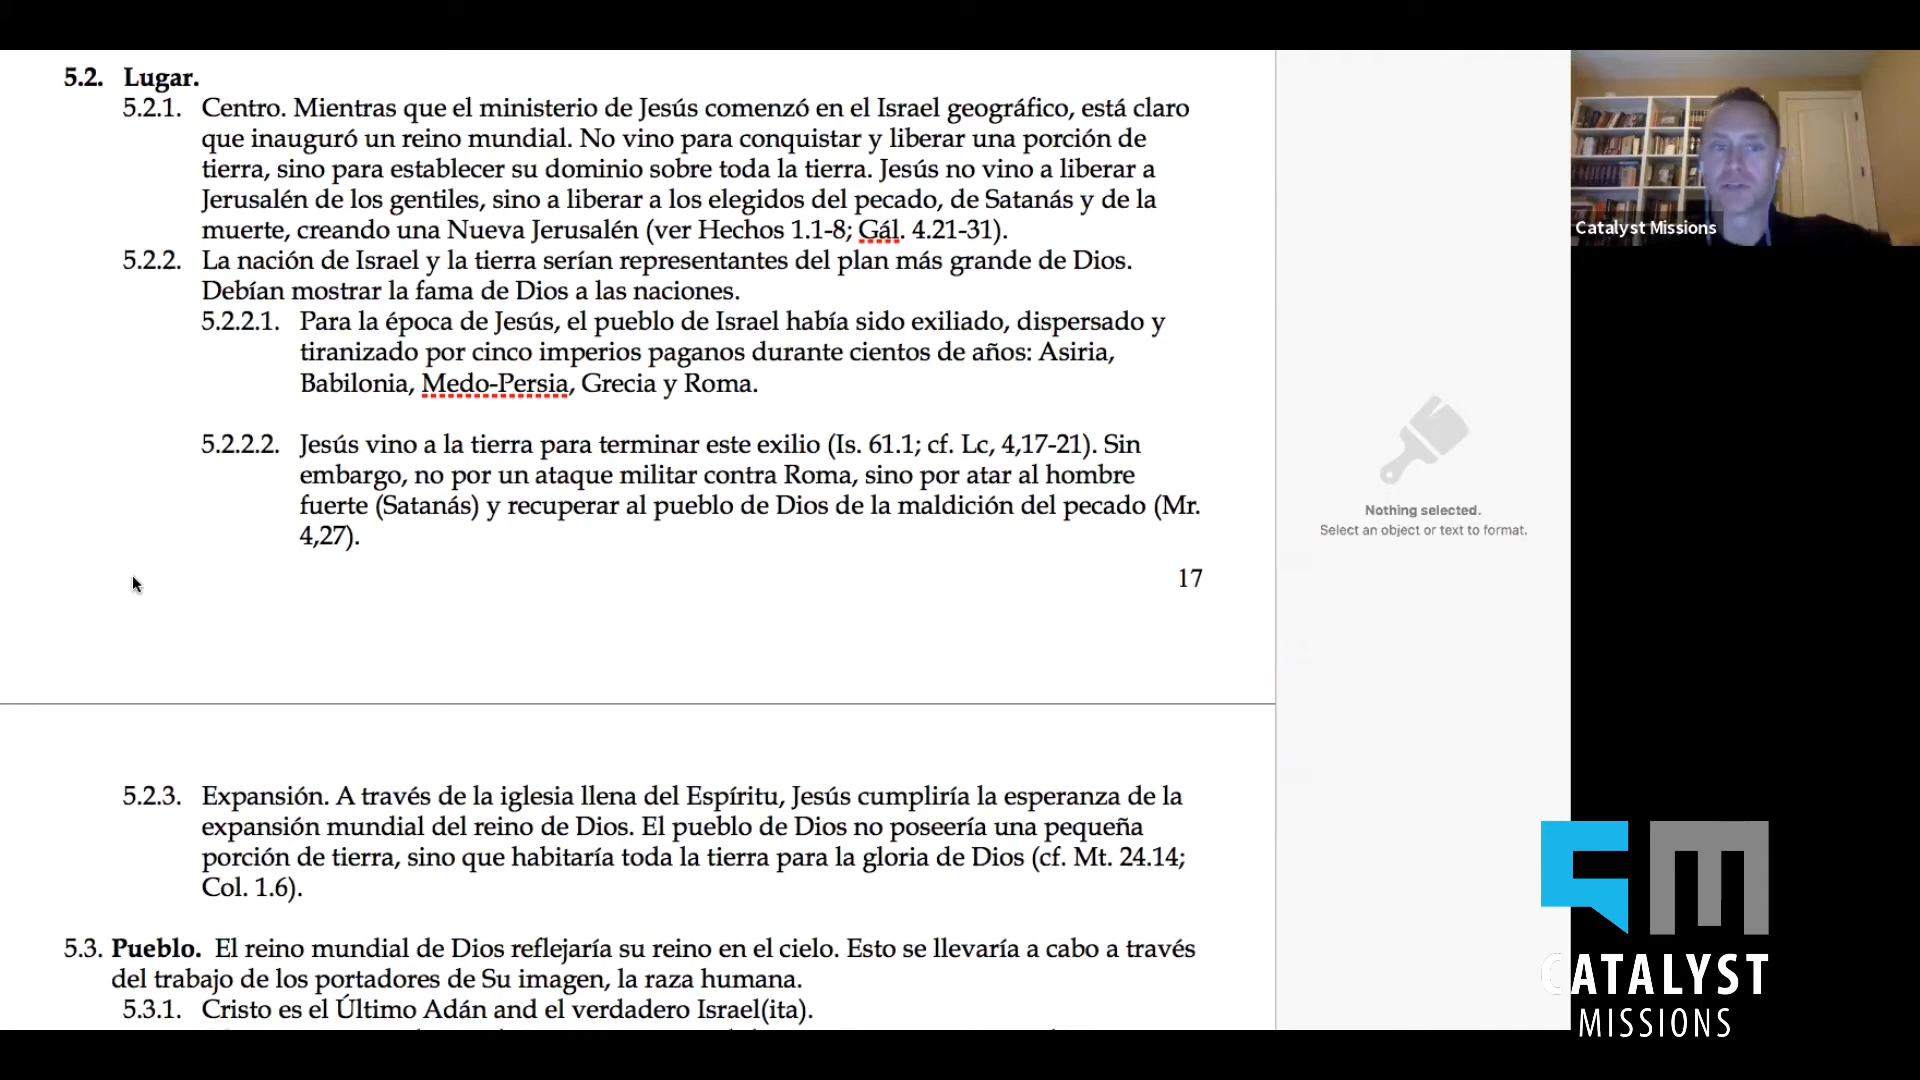 5.2. Lugar.
5.2.1. Centro. Mientras que el ministerio de Jesús comenzó en el Israel geográfico, está claro
que inauguró un reino mundial. No vino para conquistar y liberar una porción de
tierra, sino para establecer su dominio sobre toda la tierra. Jesús no vino a liberar a
Jerusalén de los gentiles, sino a liberar a los elegidos del pecado, de Satanás y de la
muerte, creando una Nueva Jerusalén (ver Hechos 1.1-8; Gál. 4.21-31).
5.2.2. La nación de Israel y la tierra serían representantes del plan más grande de Dios.
Debían mostrar la fama de Dios a las naciones.
5.2.2.1. Para la época de Jesús, el pueblo de Israel había sido exiliado, dispersado y
tiranizado por cinco imperios paganos durante cientos de años: Asiria,
Babilonia, Medo-Persia, Grecia y Roma.
5.2.2.2. Jesús vino a la tierra para terminar este exilio (Is. 61.1; cf. Lc, 4,17-21). Sin
embargo, no por un ataque militar contra Roma, sino por atar al hombre
fuerte (Satanás) y recuperar al pueblo de Dios de la maldición del pecado (Mr.
4,27).
17
5.2.3. Expansión. A través de la iglesia llena del Espíritu, Jesús cumpliría la esperanza de la
expansión mundial del reino de Dios. El pueblo de Dios no poseería una pequeña
porción de tierra, sino que habitaría toda la tierra para la gloria de Dios (cf. Mt. 24.14;
Col. 1.6).
5.3. Pueblo. El reino mundial de Dios reflejaría su reino en el cielo. Esto se llevaría a cabo a través
del trabajo de los portadores de Su imagen, la raza humana.
5.3.1. Cristo es el Último Adán and el verdadero Israel(ita).
Nothing selected.
Select an object or text to format.
Catalyst Missions
CATALYST
MISSIONS